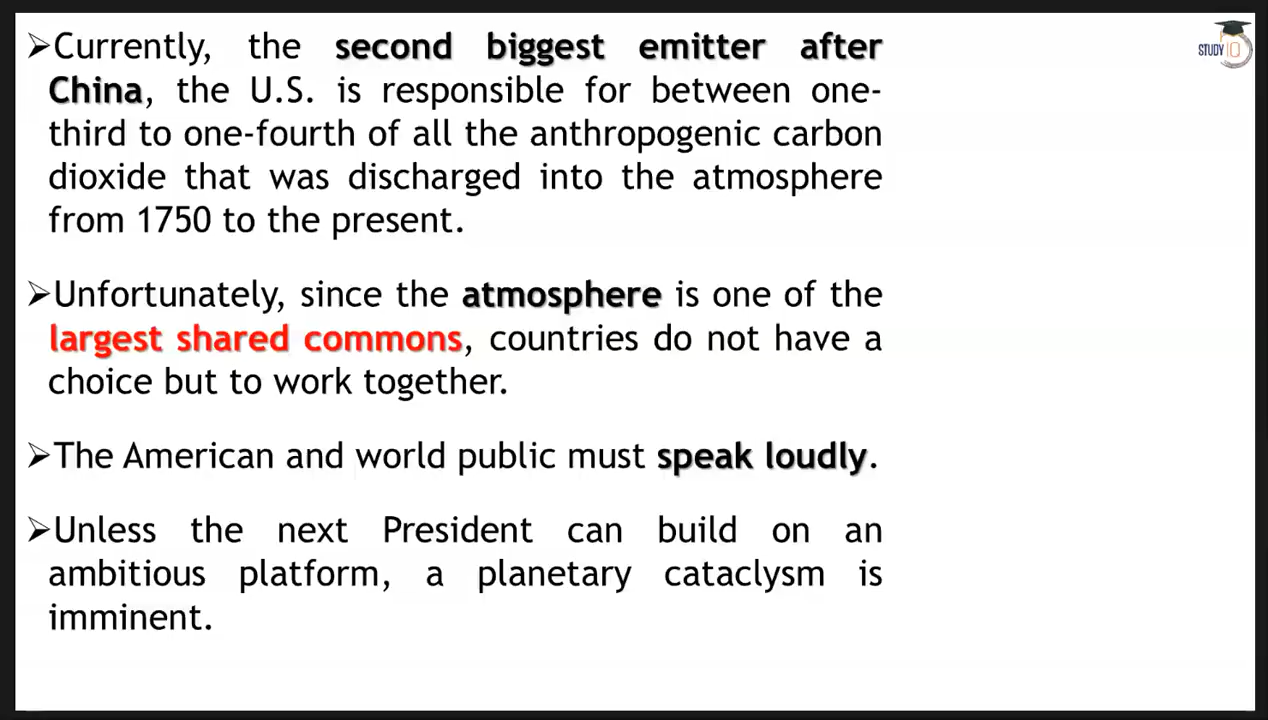 ➢Currently, the second biggest emitter after
China, the U.S. is responsible for between one-
third to one-fourth of all the anthropogenic carbon
dioxide that was discharged into the atmosphere
from 1750 to the present.
➢Unfortunately, since the atmosphere is one of the
largest shared commons, countries do not have a
choice but to work together.
➢The American and world public must speak loudly.
➢Unless the next President can build on an
ambitious platform, a planetary cataclysm is
imminent.
STUDY IQ